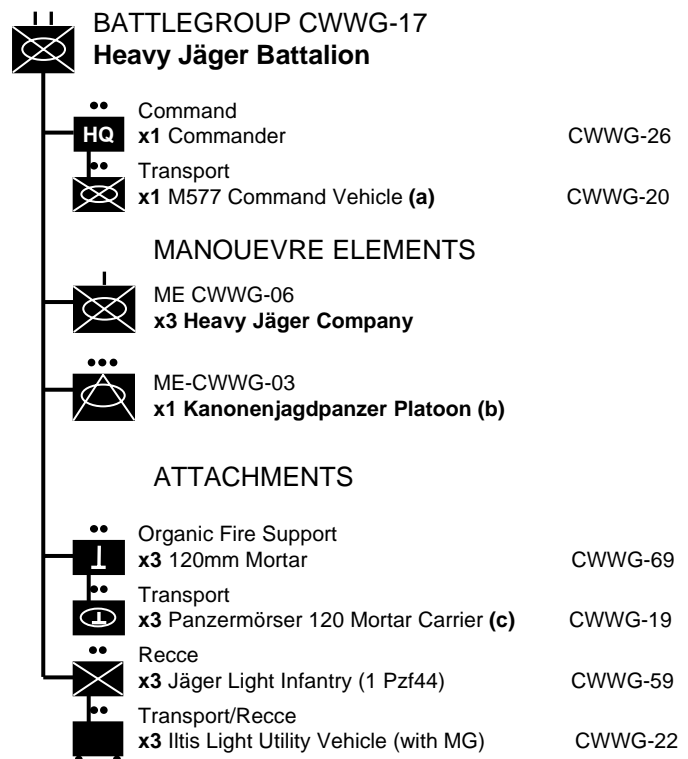 BATTLEGROUP CWWG-17
Heavy Jäger Battalion
Command
HQ x1 Commander CWWG-26
Transport
x1 M577 Command Vehicle (a) CWWG-20
MANOUEVRE ELEMENTS
ME CWWG-06
x3 Heavy Jäger Company
ME-CWWG-03
x1 Kanonenjagdpanzer Platoon (b)
ATTACHMENTS
Organic Fire Support
x3 120mm Mortar CWWG-69
Transport
x3 Panzermörser 120 Mortar Carrier (c) CWWG-19
Recce
x3 Jäger Light Infantry (1 Pzf44) CWWG-59
Transport/Recce
x3 Iltis Light Utility Vehicle (with MG) CWWG-22